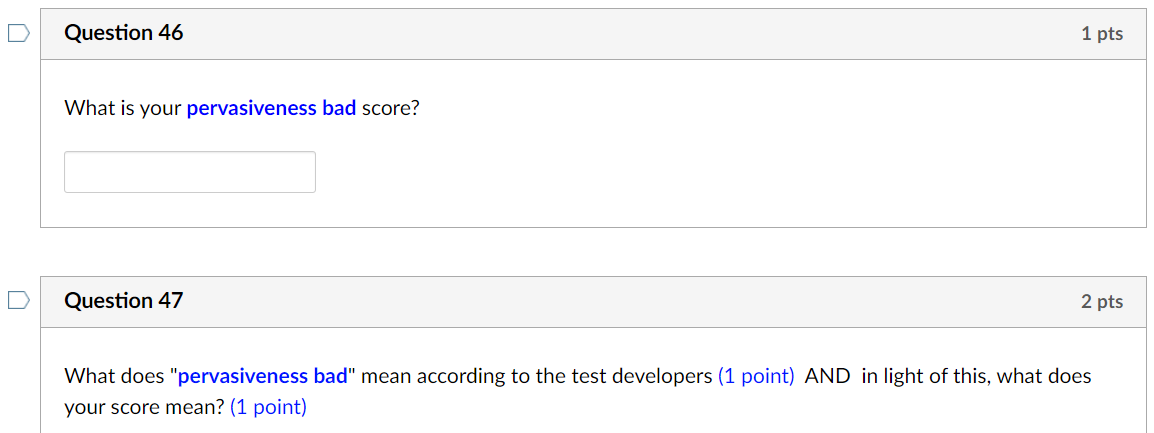 Question 46
1 pts
What is your pervasiveness bad score?
Question 47
2 pts
What does "pervasiveness bad" mean according to the test developers (1 point)  AND  in light of this, what does
your score mean? (1 point)